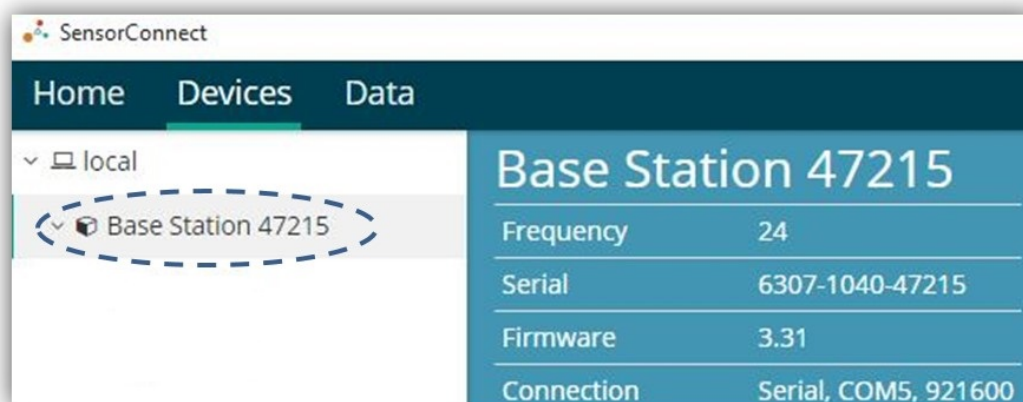 SensorConnect
Home Devices Data
local
Base Station 47215
Base Station 47215
Frequency 24
Serial 6307-1040-47215
Firmware 3.31
Connection Serial, COM5, 921600